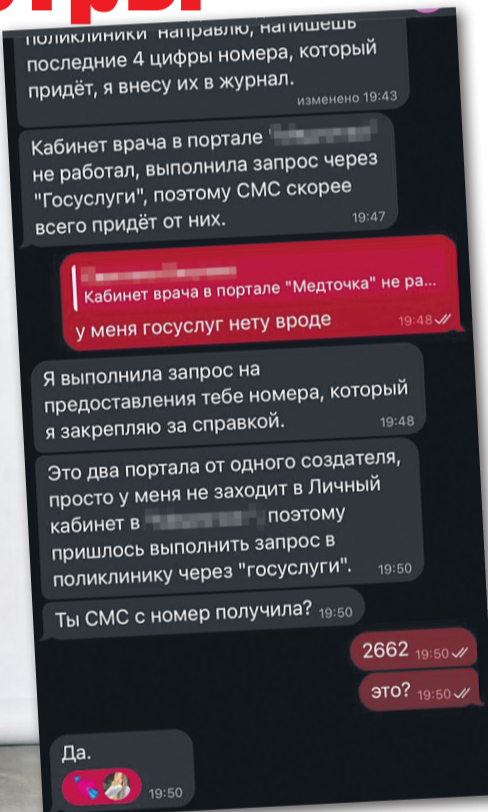 поликлиники направлю, напишешь
последние 4 цифры номера, который
придёт, я внесу их в журнал.
изменено 19:43
Кабинет врача в портале "
не работал, выполнила запрос через
"Госуслуги", поэтому СМС скорее
всего придёт от них.
19:47
Кабинет врача в портале "Медточка" не ра...
у меня госуслуг нету вроде
19:48
Я выполнила запрос на
предоставления тебе номера, который
я закрепляю за справкой.
19:48
Это два портала от одного создателя,
просто у меня не заходит в Личный
кабинет в " " поэтому
пришлось выполнить запрос в
поликлинику через "госуслуги".
19:50
Ты СМС с номер получила? 19:50
2662 19:50
это? 19:50
Да.
19:50